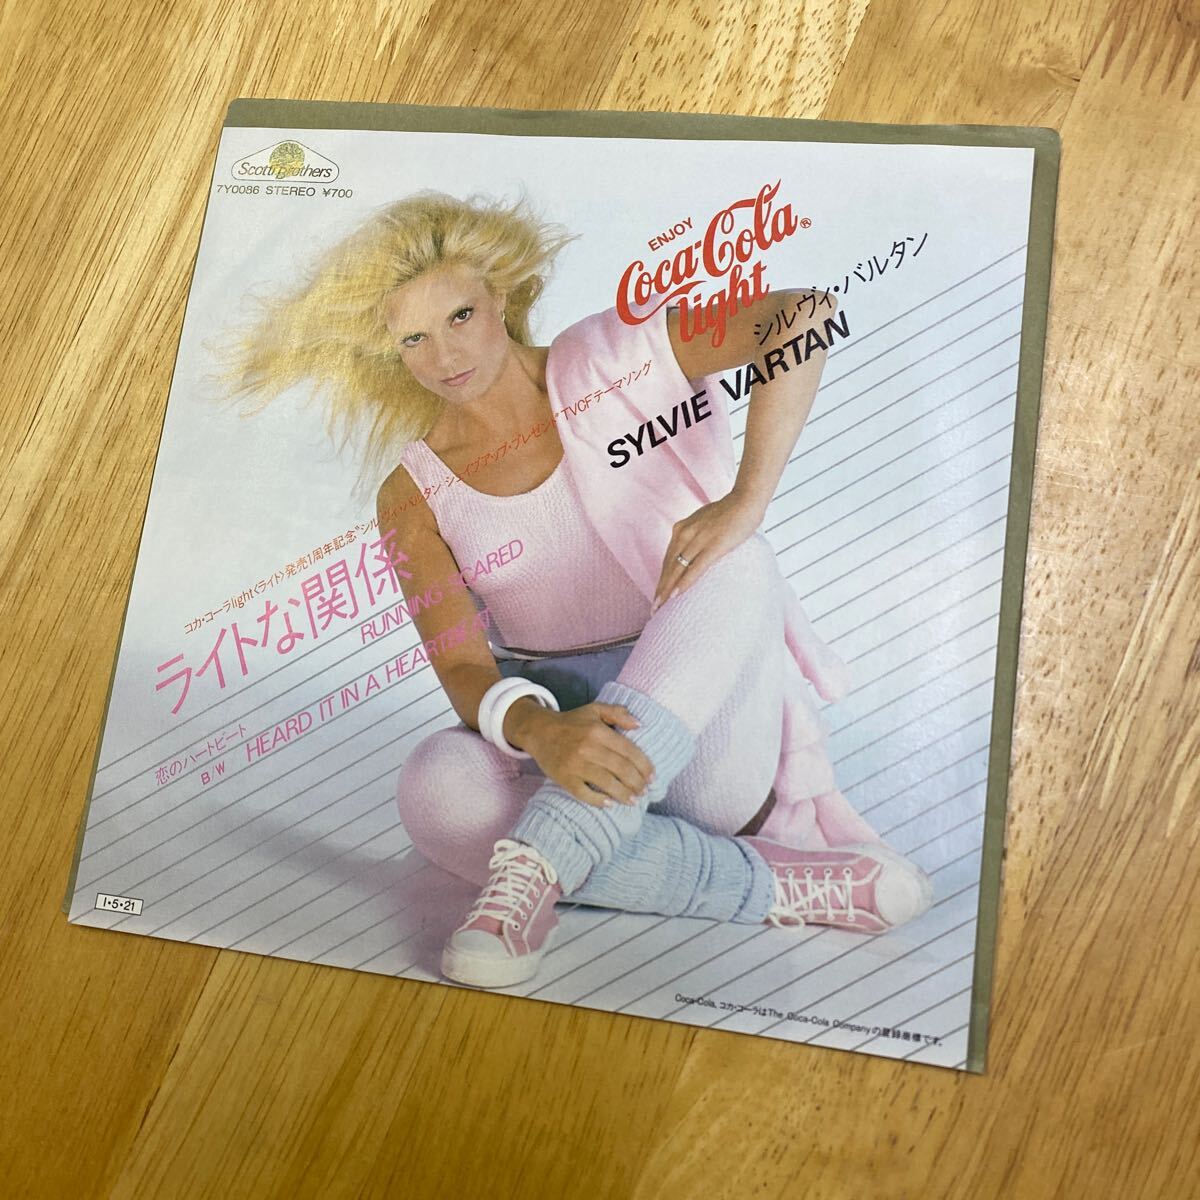 Scotti Brothers
7Y0086 STEREO ¥700
ENJOY
Coca-Cola®
light
シルヴィ・バルタン
SYLVIE VARTAN
コカ・コーラlight〈ライト〉発売1周年記念"シルヴィ・バルタン・シェイプアップ・プレゼント"TVCFテーマソング
ライトな関係
RUNNING SCARED
恋のハートビート
B/W HEARD IT IN A HEARTBEAT
I・5・21
Coca-Cola, コカ・コーラはThe Coca-Cola Companyの登録商標です。